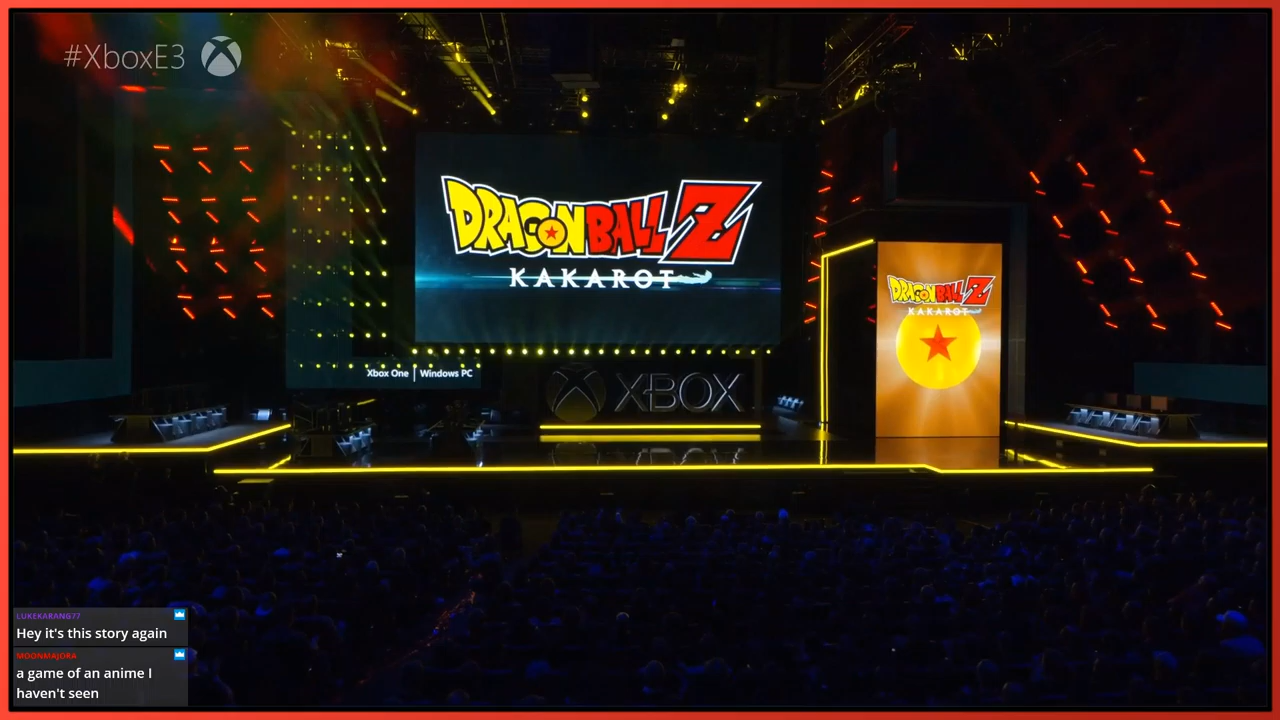 #XboxE3
DRAGON BALL Z
KAKAROT
DRAGON BALL Z
KAKAROT
Xbox One | Windows PC
XBOX
LUKEKARANG77
Hey it's this story again
MOONMAJORA
a game of an anime I
haven't seen